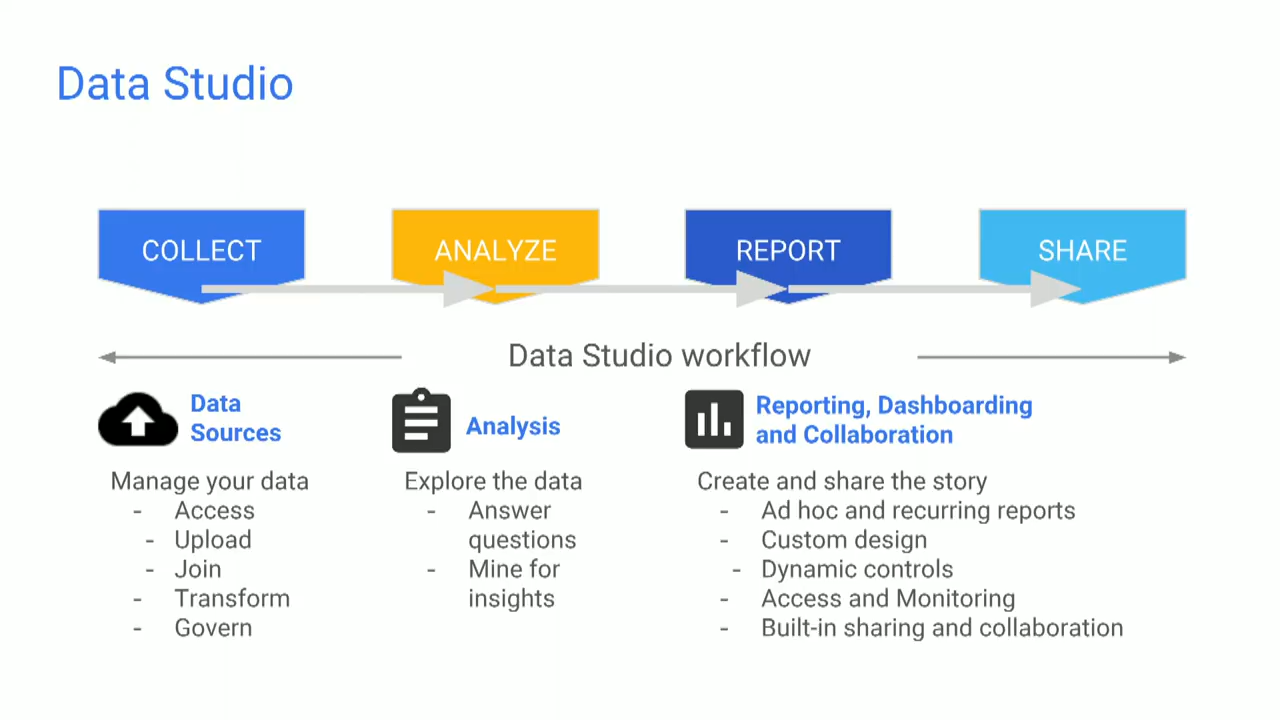 Data Studio
COLLECT
ANALYZE
REPORT
SHARE
Data Studio workflow
Data
Sources
Manage your data
- Access
- Upload
- Join
- Transform
- Govern
Analysis
Explore the data
- Answer
questions
- Mine for
insights
Reporting, Dashboarding
and Collaboration
Create and share the story
- Ad hoc and recurring reports
- Custom design
- Dynamic controls
- Access and Monitoring
- Built-in sharing and collaboration